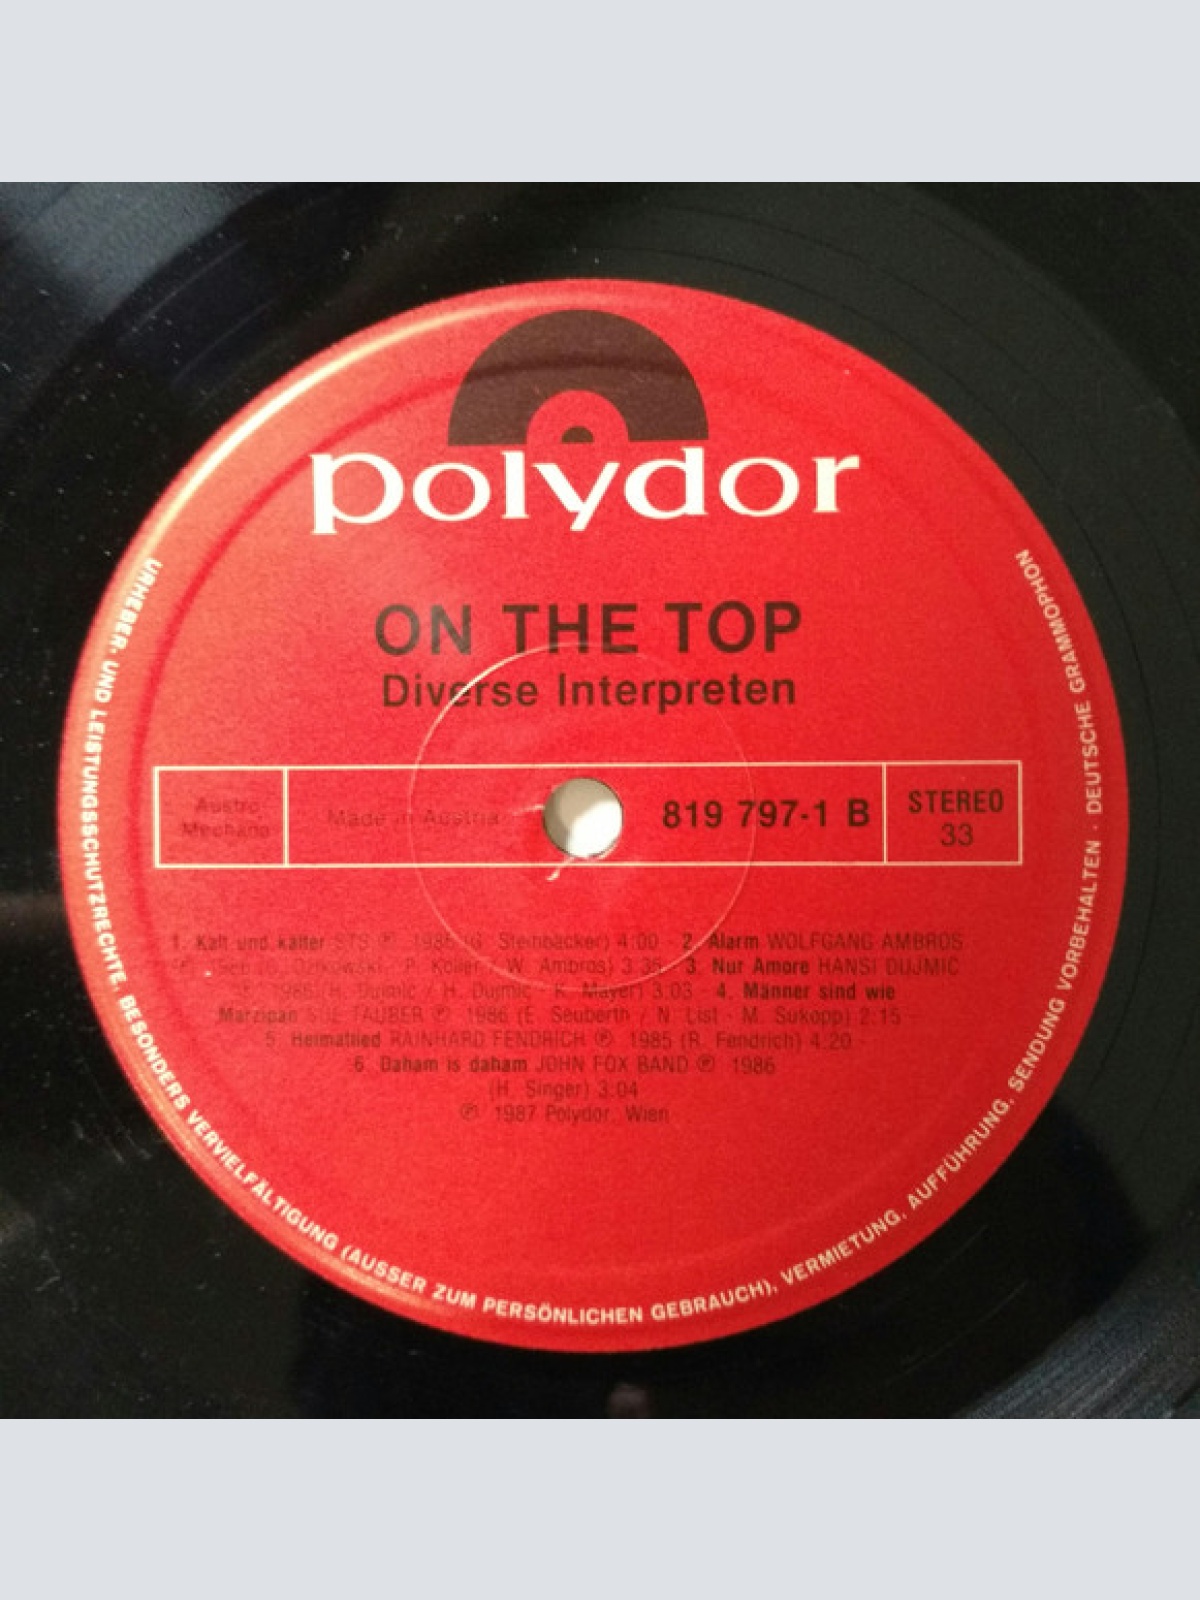 polydor
ON THE TOP
Diverse Interpreten
Austro
Mechana
Made in Austria
819 797-1 B
STEREO
33
1. Kalt und kälter STS ℗ 1985 (G. Steinbäcker) 4:00 - 2. Alarm WOLFGANG AMBROS
P. Koller / W. Ambros) 3:35 - 3. Nur Amore HANSI DUJMIC
1986 (H. Dujmic / H. Dujmic - K. Mayer) 3:03 - 4. Männer sind wie
Marzipan TAUBER ℗ 1986 (E. Seuberth / N. List - M. Sukopp) 2:15
5. Heimatlied RAINHARD FENDRICH ℗ 1985 (R. Fendrich) 4:20 -
6. Daham is daham JOHN FOX BAND ℗ 1986
(H. Singer) 3:04
℗ 1987 Polydor, Wien
URHEBER- UND LEISTUNGSSCHUTZRECHTE, BESONDERS VERVIELFÄLTIGUNG (AUSSER ZUM PERSÖNLICHEN GEBRAUCH), VERMIETUNG, AUFFÜHRUNG, SENDUNG VORBEHALTEN · DEUTSCHE GRAMMOPHON